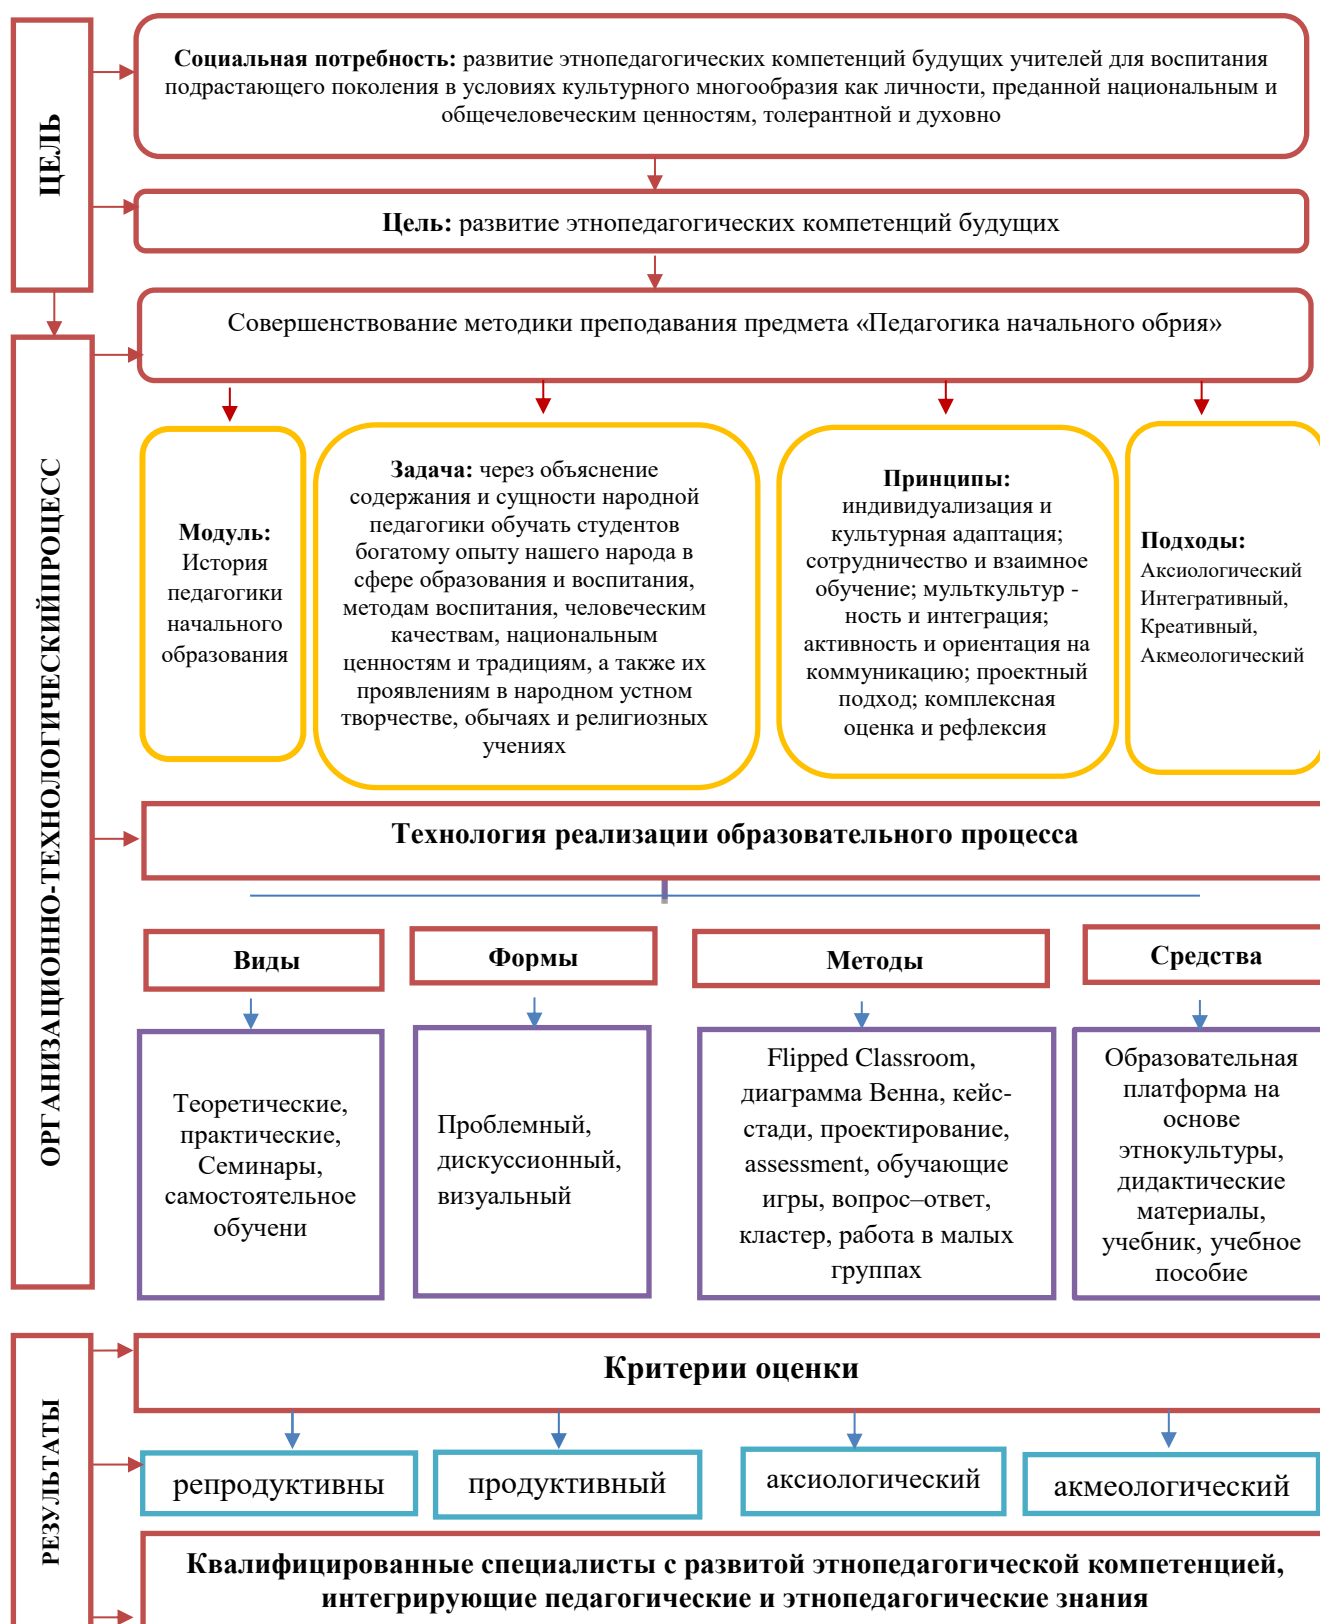 ЦЕЛЬ
Социальная потребность: развитие этнопедагогических компетенций будущих учителей для воспитания
подрастающего поколения в условиях культурного многообразия как личности, преданной национальным и
общечеловеческим ценностям, толерантной и духовно
Цель: развитие этнопедагогических компетенций будущих
ОРГАНИЗАЦИОННО-ТЕХНОЛОГИЧЕСКИЙПРОЦЕСС
Совершенствование методики преподавания предмета «Педагогика начального обрия»
Модуль:
История
педагогики
начального
образования
Задача: через объяснение
содержания и сущности народной
педагогики обучать студентов
богатому опыту нашего народа в
сфере образования и воспитания,
методам воспитания, человеческим
качествам, национальным
ценностям и традициям, а также их
проявлениям в народном устном
творчестве, обычаях и религиозных
учениях
Принципы:
индивидуализация и
культурная адаптация;
сотрудничество и взаимное
обучение; мультикультур -
ность и интеграция;
активность и ориентация на
коммуникацию; проектный
подход; комплексная
оценка и рефлексия
Подходы:
Аксиологический
Интегративный,
Креативный,
Акмеологический
Технология реализации образовательного процесса
Виды
Формы
Методы
Средства
Теоретические,
практические,
Семинары,
самостоятельное
обучени
Проблемный,
дискуссионный,
визуальный
Flipped Classroom,
диаграмма Венна, кейс-
стади, проектирование,
assessment, обучающие
игры, вопрос–ответ,
кластер, работа в малых
группах
Образовательная
платформа на
основе
этнокультуры,
дидактические
материалы,
учебник, учебное
пособие
РЕЗУЛЬТАТЫ
Критерии оценки
репродуктивны
продуктивный
аксиологический
акмеологический
Квалифицированные специалисты с развитой этнопедагогической компетенцией,
интегрирующие педагогические и этнопедагогические знания